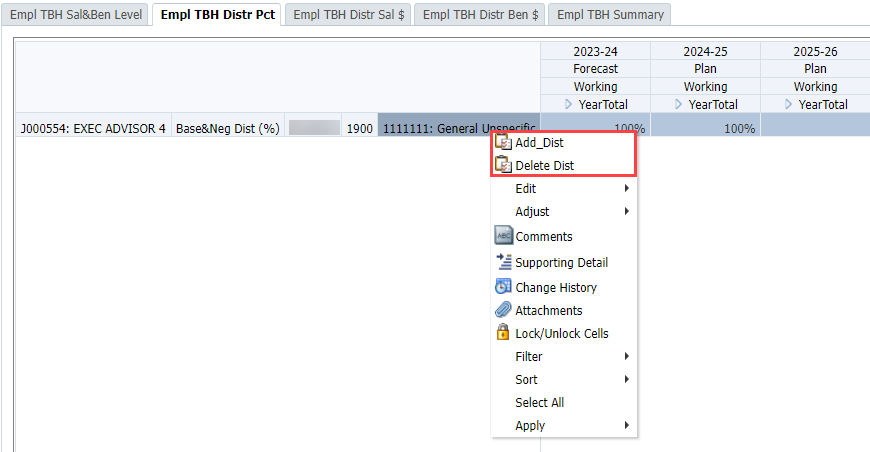 Empl TBH Sal&Ben Level Empl TBH Distr Pct Empl TBH Distr Sal $ Empl TBH Distr Ben $ Empl TBH Summary
2023-24 2024-25 2025-26
Forecast Plan Plan
Working Working Working
YearTotal YearTotal YearTotal
J000554: EXEC ADVISOR 4 Base&Neg Dist (%) 1900 1111111: General Unspecific 100% 100%
Add_Dist
Delete Dist
Edit
Adjust
ABC Comments
Supporting Detail
Change History
Attachments
Lock/Unlock Cells
Filter
Sort
Select All
Apply